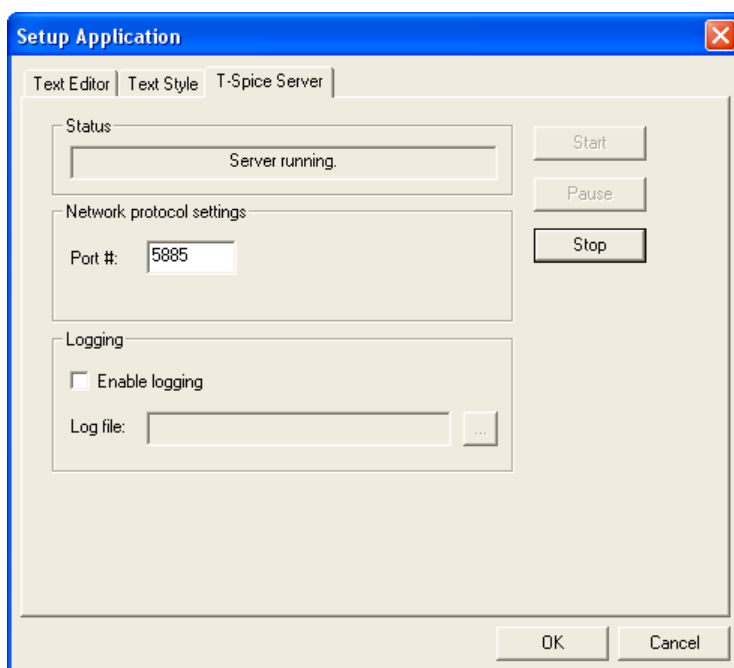 Setup Application
Text Editor Text Style T-Spice Server
Status
Server running.
Start
Pause
Stop
Network protocol settings
Port #: 5885
Logging
Enable logging
Log file: ...
OK Cancel